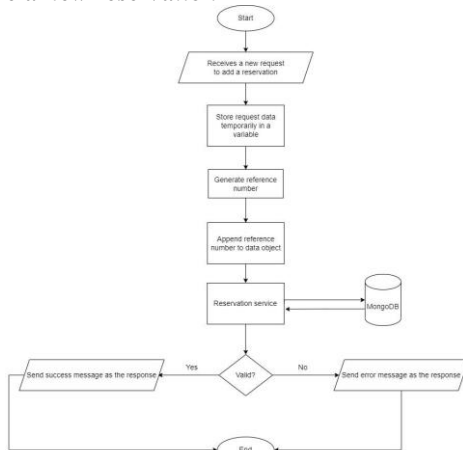 Start
Receives a new request
to add a reservation
Store request data
temporarily in a
variable
Generate reference
number
Append reference
number to data object
Reservation service
MongoDB
Yes
Valid?
No
Send success message as the response
Send error message as the response
End